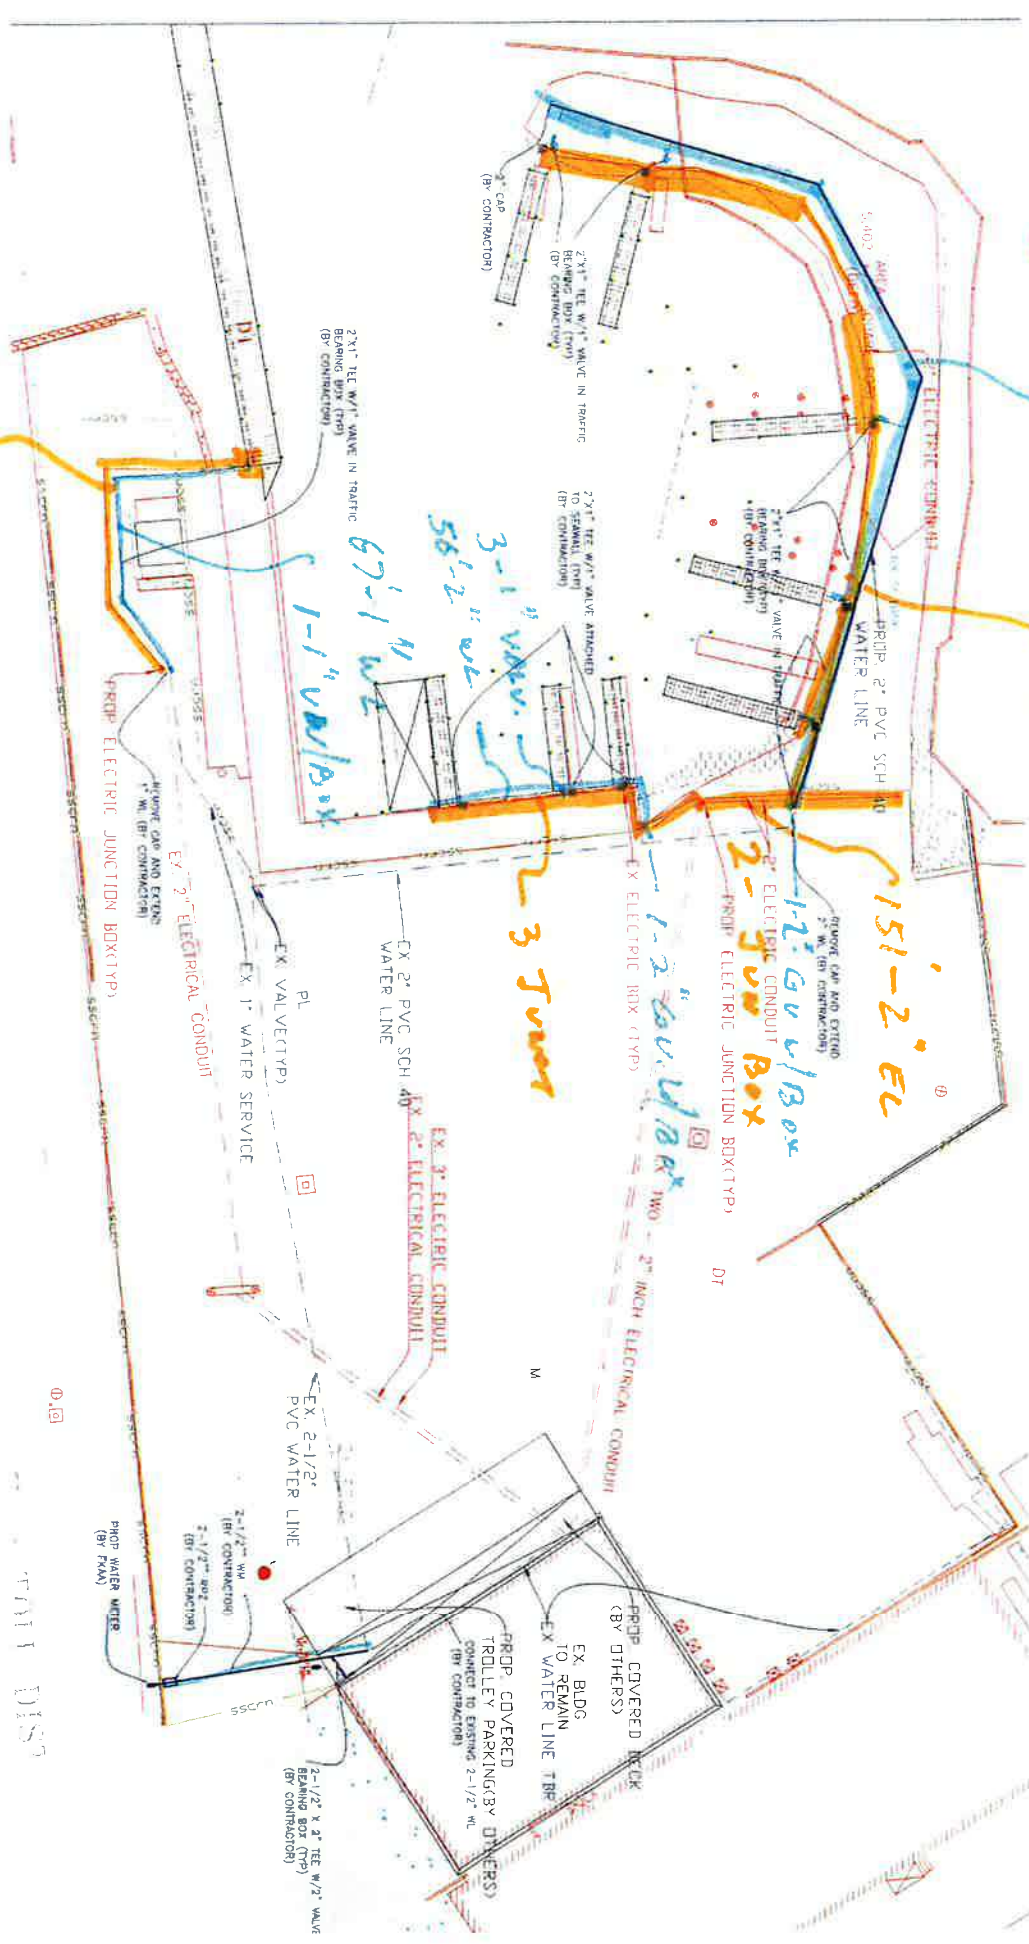 2" CAP
(BY CONTRACTOR)
2"X1" TEE W/1" VALVE IN TRAFFIC
BEARING BOX (TYP)
(BY CONTRACTOR)
2"X1" TEE W/1" VALVE IN TRAFFIC
BEARING BOX (TYP)
(BY CONTRACTOR)
2"X1" TEE W/1" VALVE ATTACHED
TO SEAWALL (TYP)
(BY CONTRACTOR)
VALVE IN
BEARING BOX (TYP)
ELECTRIC CONDUIT
PROP. 2" PVC SCH 40
WATER LINE
REMOVE CAP AND EXTEND
2" WL (BY CONTRACTOR)
151'-2" EL
1-2" GV W/BOX
2" ELECTRIC CONDUIT
2- JUN BOX
PROP ELECTRIC JUNCTION BOX(TYP)
1-2"
EX ELECTRIC BOX (TYP)
3-1"
56'-2" WL
67'-1" WL
3
PROP ELECTRIC JUNCTION BOX(TYP)
REMOVE CAP AND EXTEND
1" WL (BY CONTRACTOR)
EX 2" ELECTRICAL CONDUIT
EX 1" WATER SERVICE
EX VALVE(TYP)
PL
EX 2" PVC SCH 40
WATER LINE
EX. 3" ELECTRIC CONDUIT
EX. 2" ELECTRICAL CONDUIT
TWO - 2" INCH ELECTRICAL CONDUIT
DT
M
EX. 2-1/2"
PVC WATER LINE
2-1/2" WM
(BY CONTRACTOR)
2-1/2" RPZ
(BY CONTRACTOR)
PROP WATER METER
(BY FKAA)
PROP. COVERED DECK
(BY OTHERS)
EX. BLDG
TO REMAIN
EX WATER LINE TBR
PROP. COVERED
TROLLEY PARKING(BY OTHERS)
CONNECT TO EXISTING 2-1/2" WL
(BY CONTRACTOR)
2-1/2" X 2" TEE W/2" VALVE
BEARING BOX (TYP)
(BY CONTRACTOR)